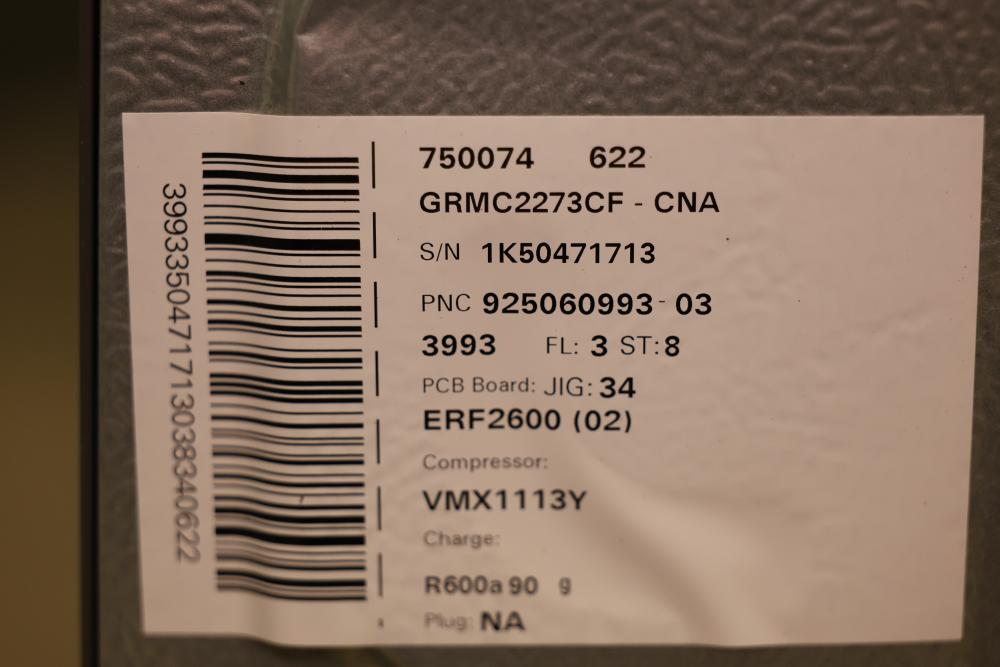 750074 622
GRMC2273CF - CNA
S/N 1K50471713
PNC 925060993 - 03
3993 FL: 3 ST: 8
PCB Board: JIG: 34
ERF2600 (02)
Compressor:
VMX1113Y
Charge:
R600a 90 g
Plug: NA
3993350471713038340622